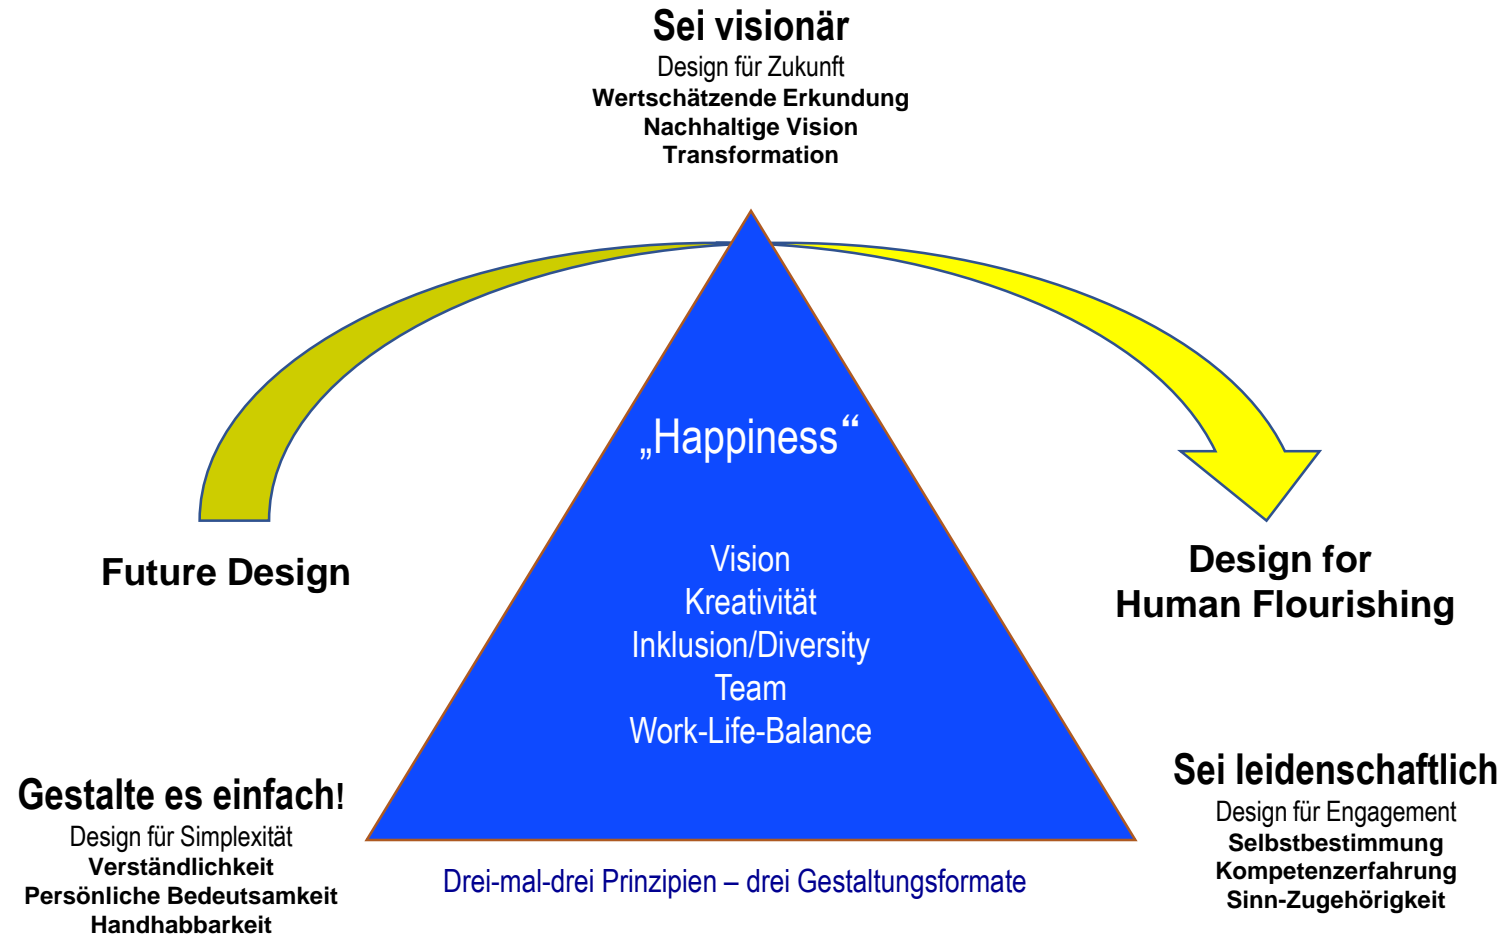 Sei visionär
Design für Zukunft
Wertschätzende Erkundung
Nachhaltige Vision
Transformation
„Happiness“
Vision
Kreativität
Inklusion/Diversity
Team
Work-Life-Balance
Future Design
Design for
Human Flourishing
Gestalte es einfach!
Design für Simplexität
Verständlichkeit
Persönliche Bedeutsamkeit
Handhabbarkeit
Drei-mal-drei Prinzipien – drei Gestaltungsformate
Sei leidenschaftlich
Design für Engagement
Selbstbestimmung
Kompetenzerfahrung
Sinn-Zugehörigkeit